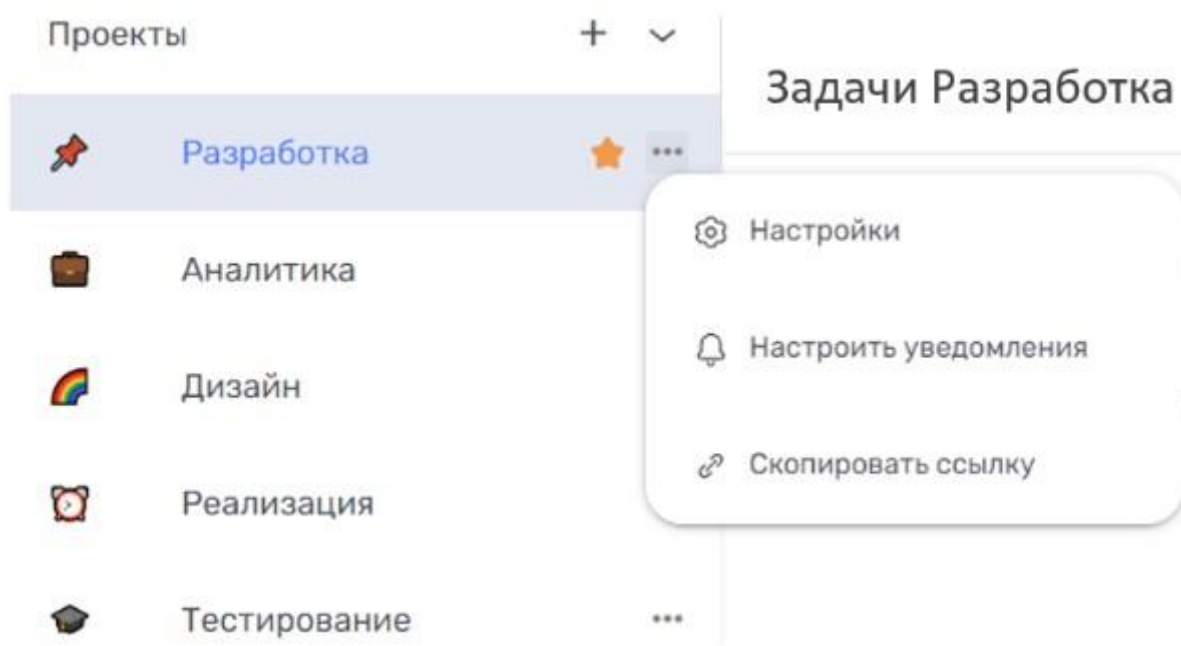 Проекты
Задачи Разработка
Разработка
Настройки
Аналитика
Настроить уведомления
Дизайн
Скопировать ссылку
Реализация
Тестирование